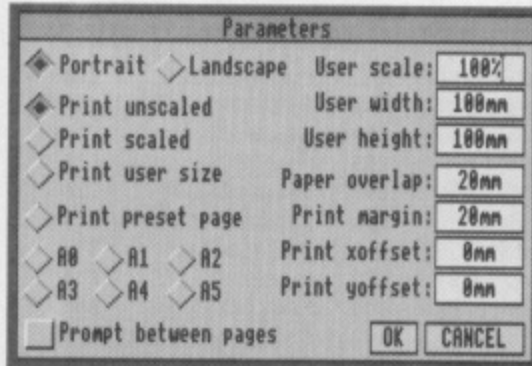 Parameters
Portrait Landscape User scale: 100%
Print unscaled User width: 100mm
Print scaled User height: 100mm
Print user size Paper overlap: 20mm
Print preset page Print margin: 20mm
A0 A1 A2 Print xoffset: 0mm
A3 A4 A5 Print yoffset: 0mm
Prompt between pages OK CANCEL